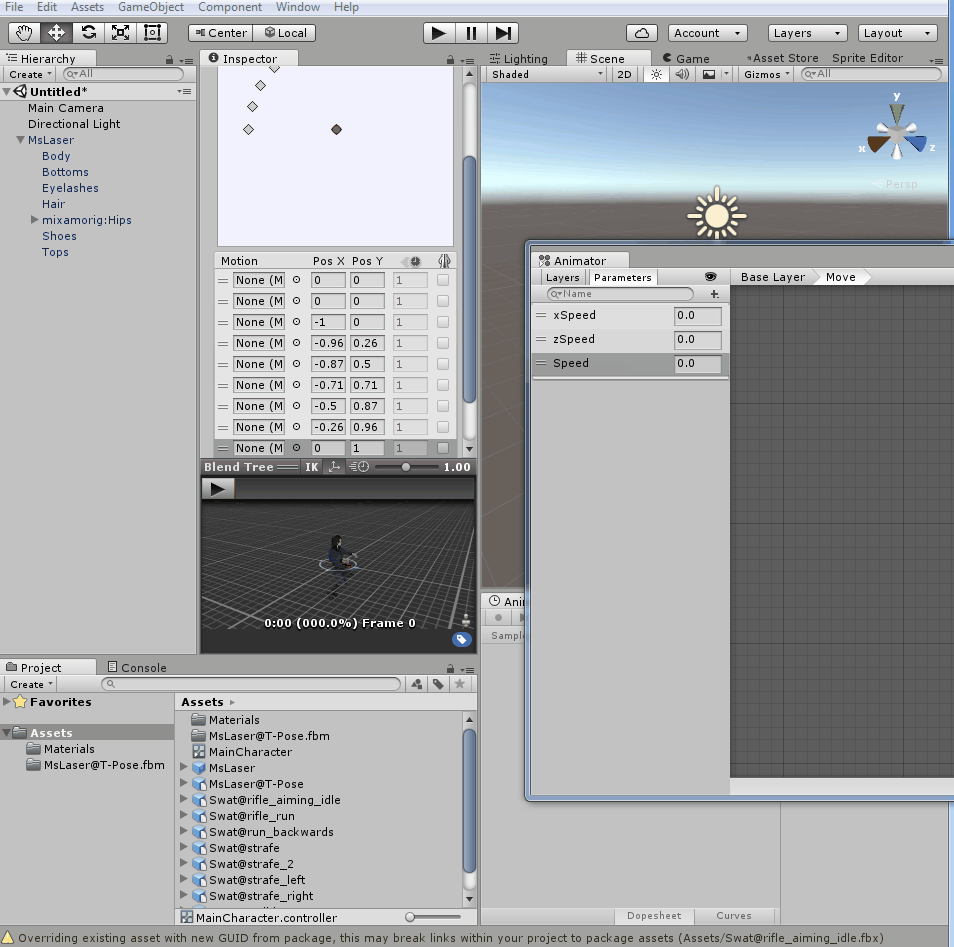 File Edit Assets GameObject Component Window Help
Center Local Account Layers Layout
Hierarchy
Create All
Untitled*
Main Camera
Directional Light
MsLaser
Body
Bottoms
Eyelashes
Hair
mixamorig:Hips
Shoes
Tops
Inspector
Motion Pos X Pos Y
None (M 0 0 1
None (M 0 0 1
None (M -1 0 1
None (M -0.96 0.26 1
None (M -0.87 0.5 1
None (M -0.71 0.71 1
None (M -0.5 0.87 1
None (M -0.26 0.96 1
None (M 0 1 1
Blend Tree IK 1.00
0:00 (000.0%) Frame 0
Lighting Scene Game Asset Store Sprite Editor
Shaded 2D Gizmos All
y
x z
Persp
Animator
Layers Parameters Base Layer Move
Name
xSpeed 0.0
zSpeed 0.0
Speed 0.0
Ani
Sample
Dopesheet Curves
Project Console
Create
Favorites
Assets
Materials
MsLaser@T-Pose.fbm
Assets
Materials
MsLaser@T-Pose.fbm
MainCharacter
MsLaser
MsLaser@T-Pose
Swat@rifle_aiming_idle
Swat@rifle_run
Swat@run_backwards
Swat@strafe
Swat@strafe_2
Swat@strafe_left
Swat@strafe_right
MainCharacter.controller
Overriding existing asset with new GUID from package, this may break links within your project to package assets (Assets/Swat@rifle_aiming_idle.fbx)